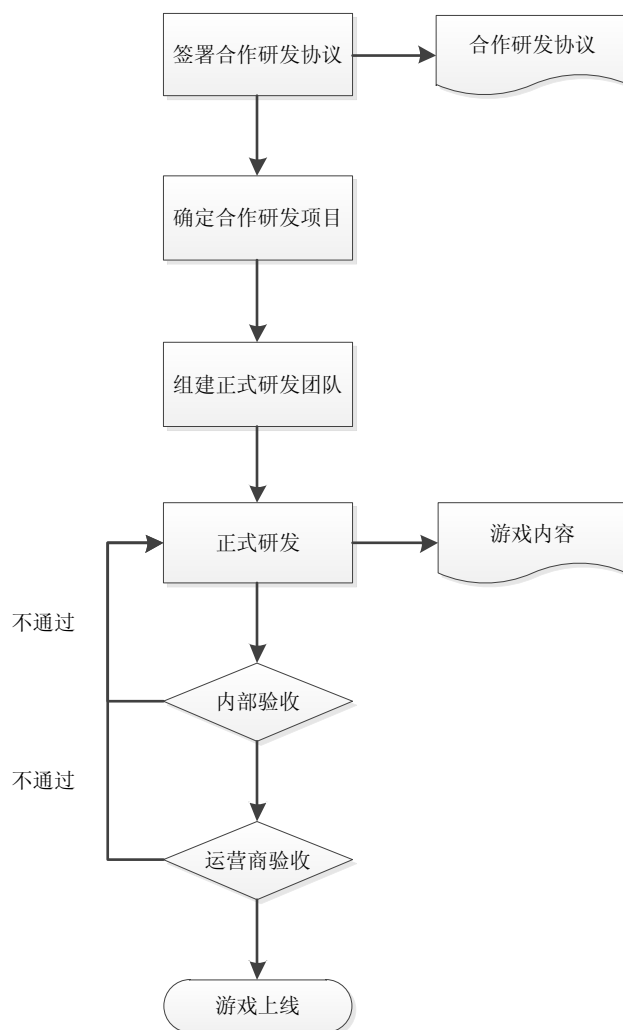 签署合作研发协议
合作研发协议
确定合作研发项目
组建正式研发团队
正式研发
游戏内容
不通过
内部验收
不通过
运营商验收
游戏上线